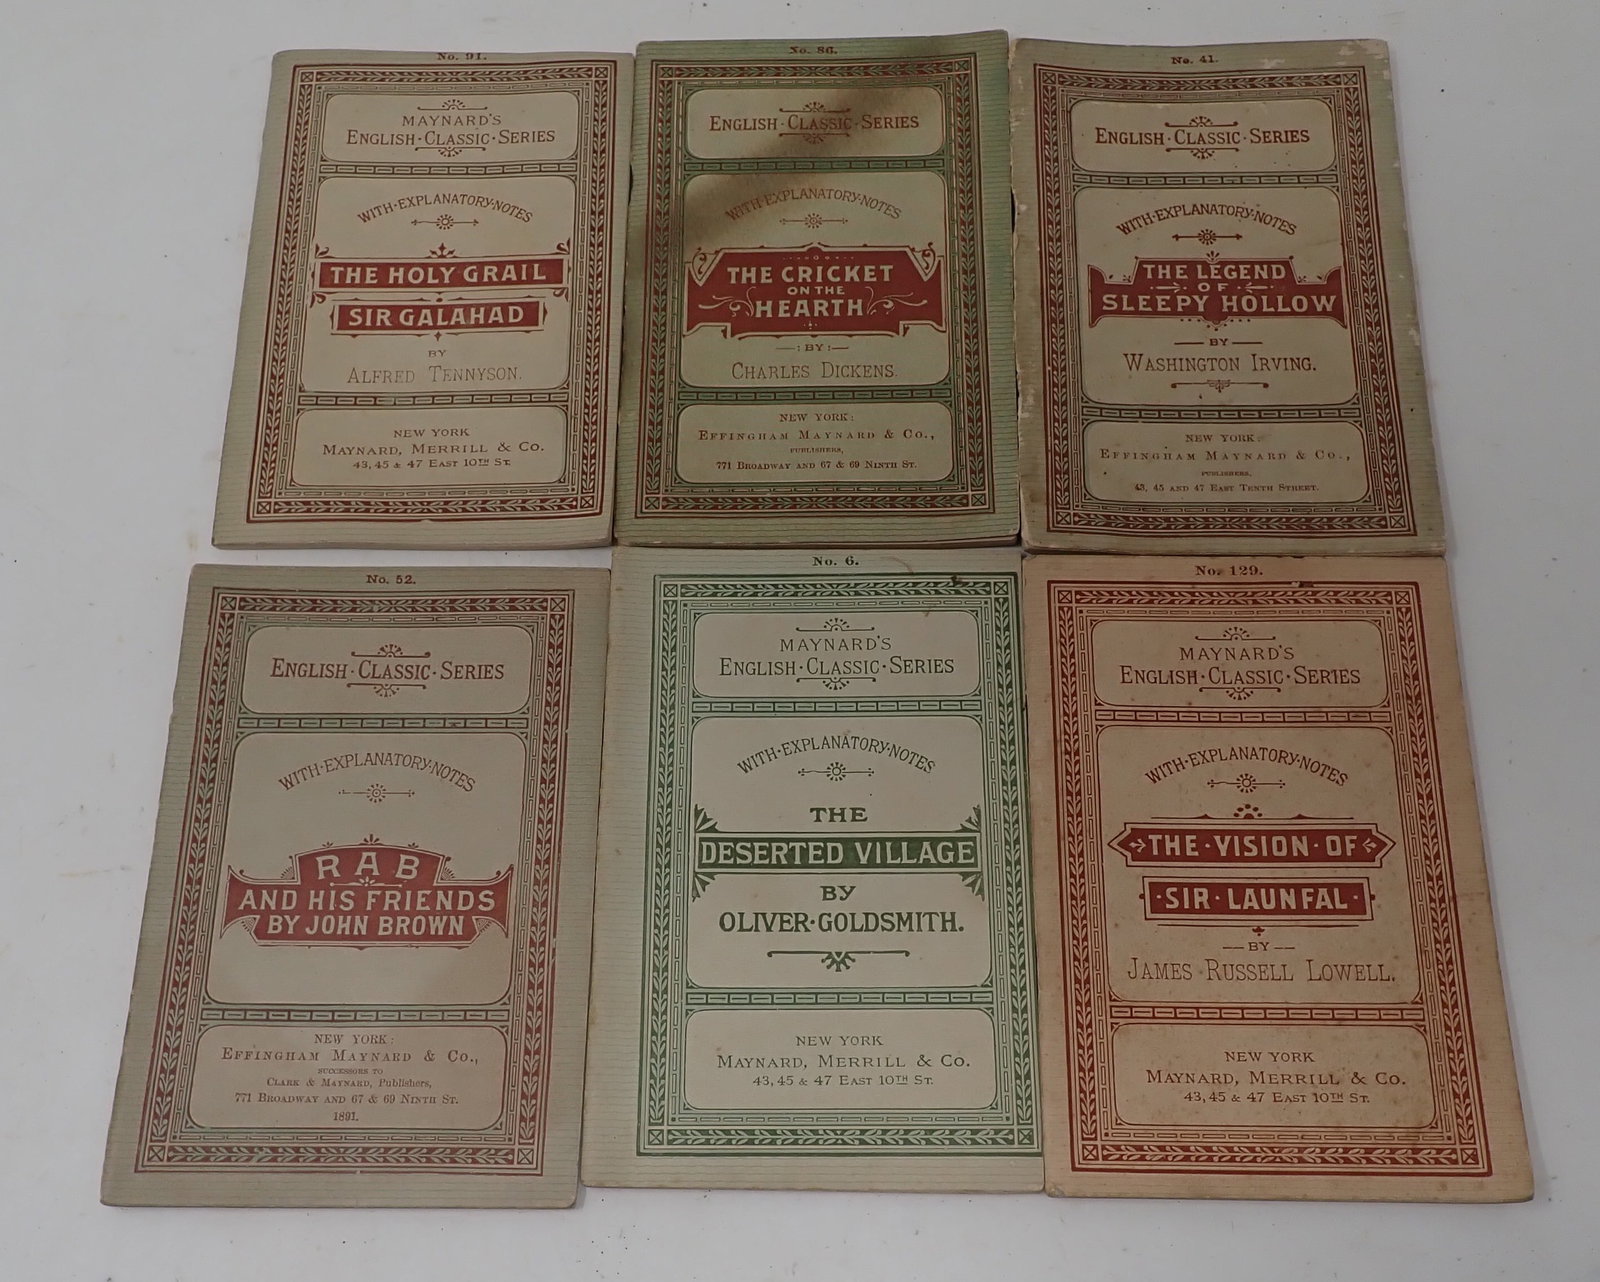 No. 91.
MAYNARD'S
ENGLISH·CLASSIC·SERIES
WITH·EXPLANATORY·NOTES
THE HOLY GRAIL
SIR GALAHAD
BY
ALFRED TENNYSON.
NEW YORK
MAYNARD, MERRILL & CO.
43, 45 & 47 EAST 10TH ST.
No. 86.
ENGLISH·CLASSIC·SERIES
WITH·EXPLANATORY·NOTES
THE CRICKET
ON THE
HEARTH
BY
CHARLES DICKENS.
NEW YORK:
EFFINGHAM MAYNARD & CO.,
PUBLISHERS,
771 BROADWAY AND 67 & 69 NINTH ST.
No. 41.
ENGLISH·CLASSIC·SERIES
WITH·EXPLANATORY·NOTES
THE LEGEND
OF
SLEEPY HOLLOW
BY
WASHINGTON IRVING.
NEW YORK:
EFFINGHAM MAYNARD & CO.,
PUBLISHERS,
43, 45 AND 47 EAST TENTH STREET.
No. 52.
ENGLISH·CLASSIC·SERIES
WITH·EXPLANATORY·NOTES
RAB
AND HIS FRIENDS
BY JOHN BROWN
NEW YORK:
EFFINGHAM MAYNARD & CO.,
SUCCESSORS TO
CLARK & MAYNARD, Publishers,
771 BROADWAY AND 67 & 69 NINTH ST.
1891.
No. 6.
MAYNARD'S
ENGLISH·CLASSIC·SERIES
WITH·EXPLANATORY·NOTES
THE
DESERTED VILLAGE
BY
OLIVER·GOLDSMITH.
NEW YORK
MAYNARD, MERRILL & CO.
43, 45 & 47 EAST 10TH ST.
No. 129.
MAYNARD'S
ENGLISH·CLASSIC·SERIES
WITH·EXPLANATORY·NOTES
THE·VISION·OF
·SIR·LAUNFAL·
BY
JAMES RUSSELL LOWELL.
NEW YORK
MAYNARD, MERRILL & CO.
43, 45 & 47 EAST 10TH ST.